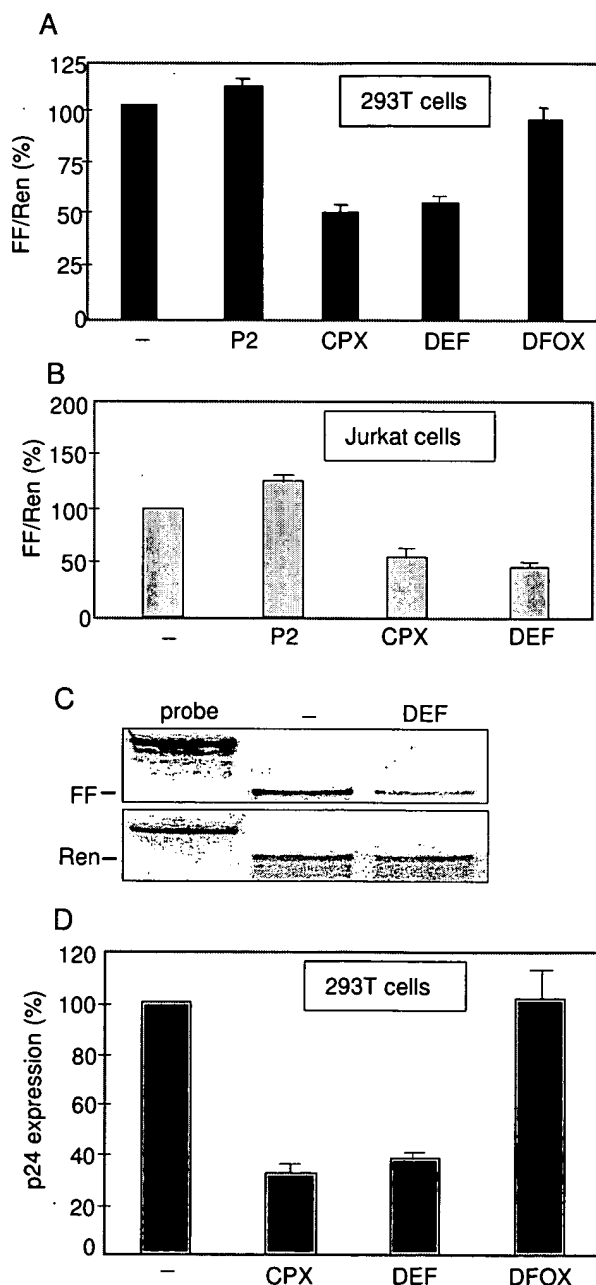 A
FF/Ren (%)
125
100
75
50
25
0
293T cells
– P2 CPX DEF DFOX
B
FF/Ren (%)
200
150
100
50
0
Jurkat cells
– P2 CPX DEF
C
probe – DEF
FF–
Ren–
D
p24 expression (%)
120
100
80
60
40
20
0
293T cells
– CPX DEF DFOX